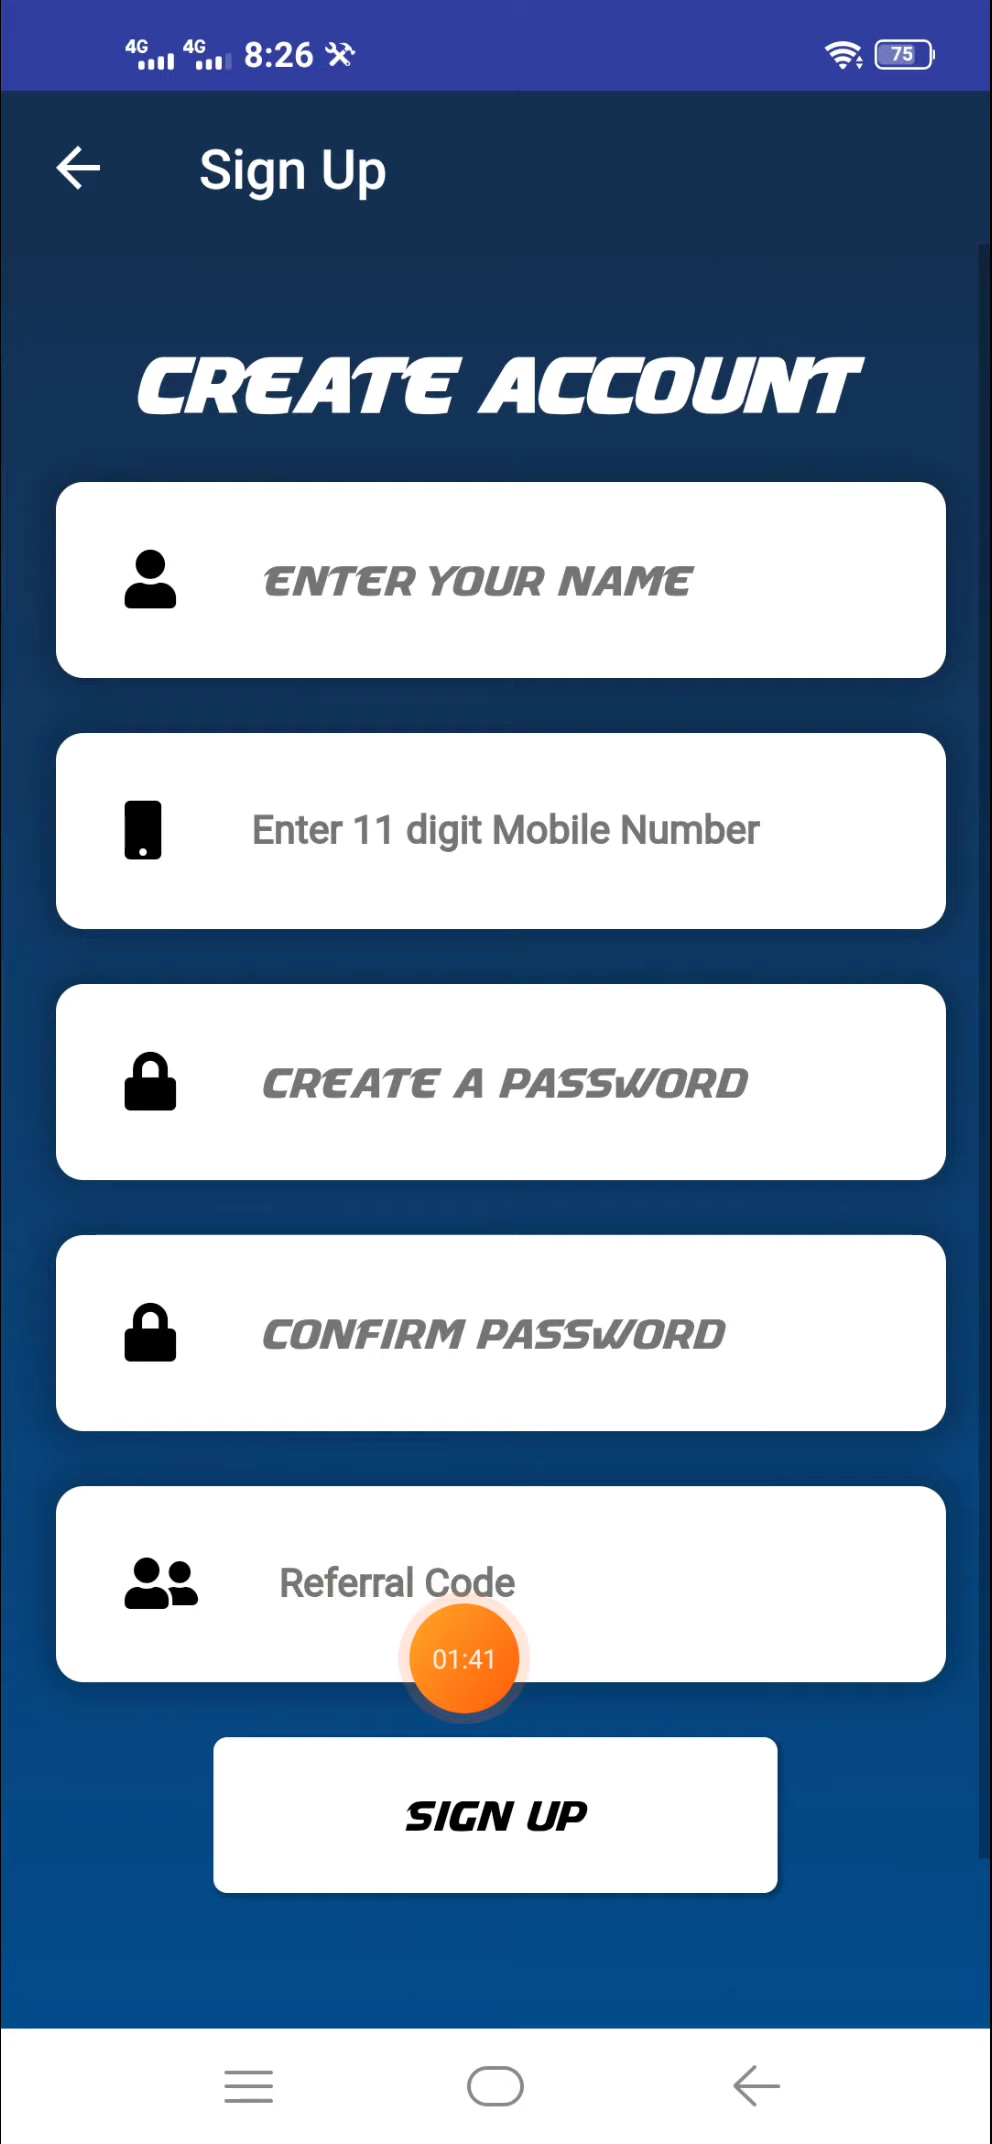 4G 4G 8:26 75
Sign Up
CREATE ACCOUNT
ENTER YOUR NAME
Enter 11 digit Mobile Number
CREATE A PASSWORD
CONFIRM PASSWORD
Referral Code
01:41
SIGN UP